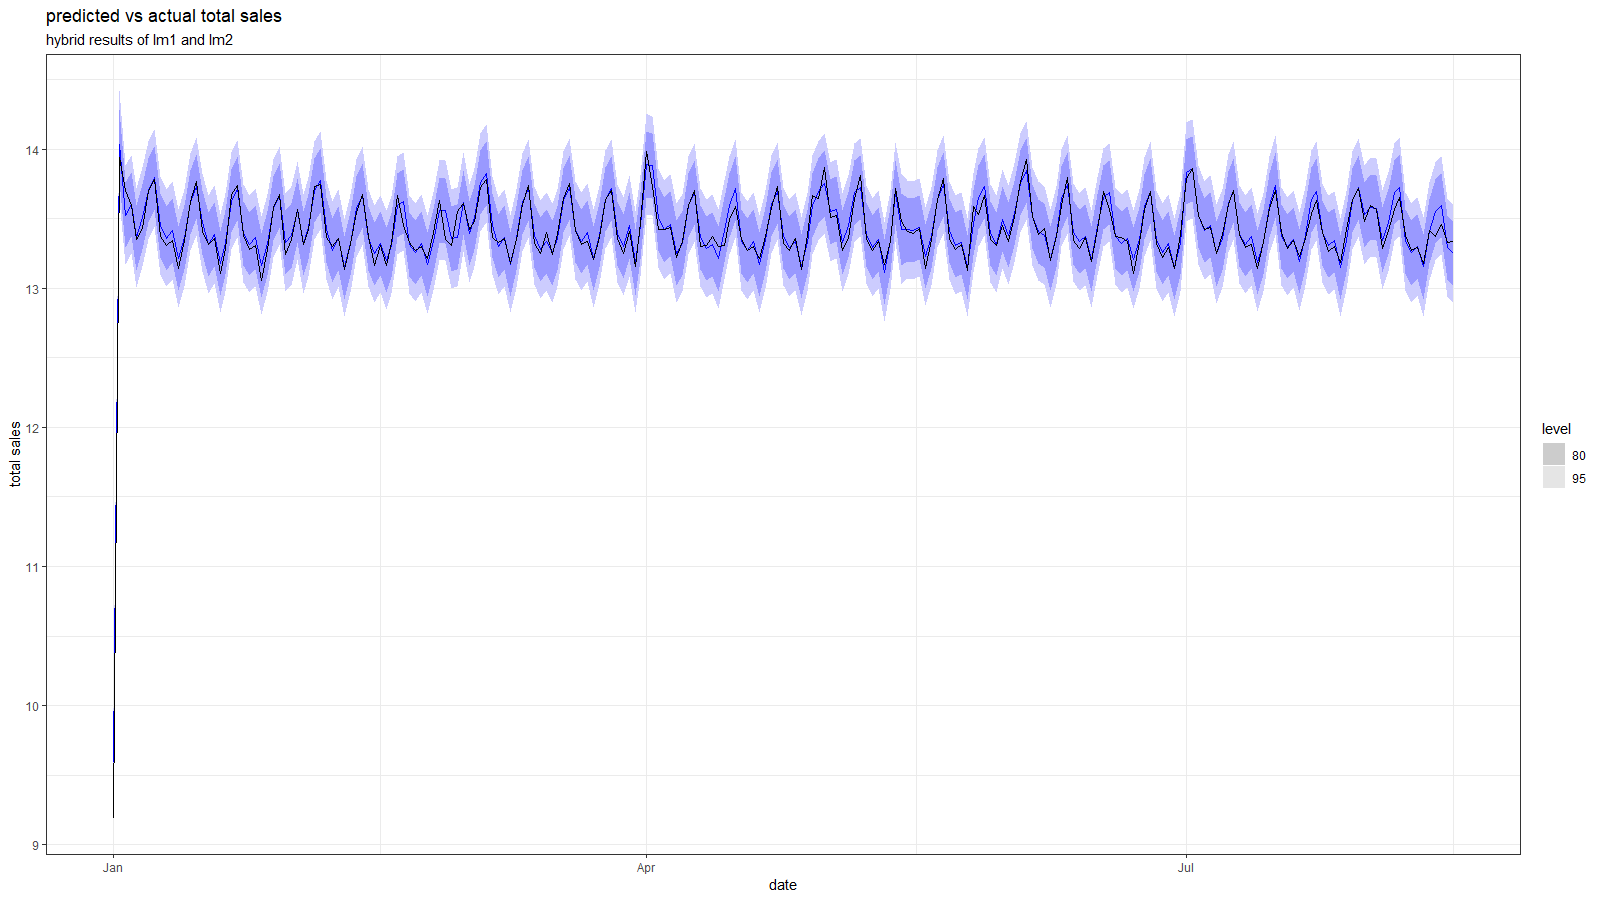 predicted vs actual total sales
hybrid results of lm1 and lm2
14
13
12
11
10
9
total sales
Jan
Apr
Jul
date
level
80
95